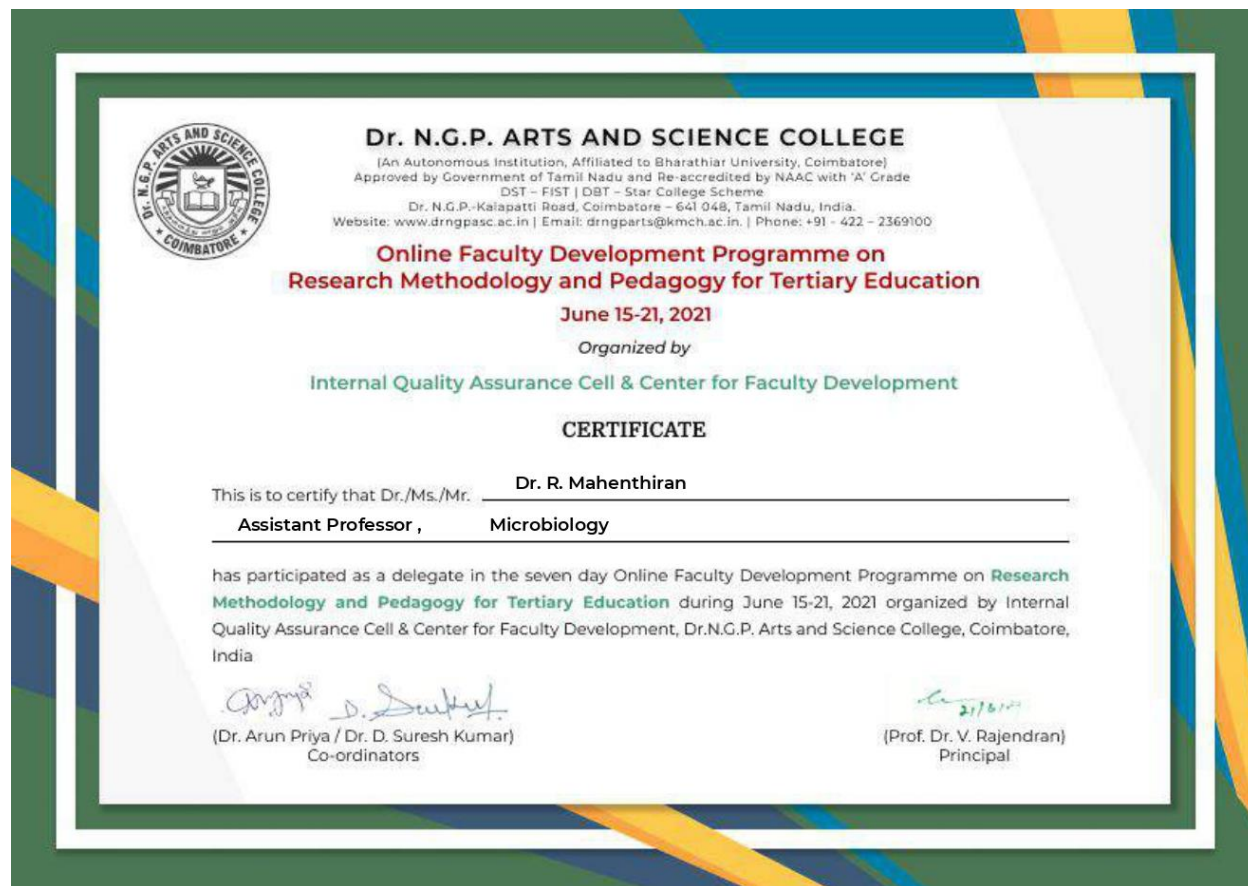 Dr. N.G.P. ARTS AND SCIENCE COLLEGE
COIMBATORE
Dr. N.G.P. ARTS AND SCIENCE COLLEGE
(An Autonomous Institution, Affiliated to Bharathiar University, Coimbatore)
Approved by Government of Tamil Nadu and Re-accredited by NAAC with 'A' Grade
DST – FIST | DBT – Star College Scheme
Dr. N.G.P.-Kalapatti Road, Coimbatore – 641 048, Tamil Nadu, India.
Website: www.drngpasc.ac.in | Email: drngparts@kmch.ac.in. | Phone: +91 - 422 – 2369100
Online Faculty Development Programme on
Research Methodology and Pedagogy for Tertiary Education
June 15-21, 2021
Organized by
Internal Quality Assurance Cell & Center for Faculty Development
CERTIFICATE
This is to certify that Dr./Ms./Mr. Dr. R. Mahenthiran
Assistant Professor , Microbiology
has participated as a delegate in the seven day Online Faculty Development Programme on Research
Methodology and Pedagogy for Tertiary Education during June 15-21, 2021 organized by Internal
Quality Assurance Cell & Center for Faculty Development, Dr.N.G.P. Arts and Science College, Coimbatore,
India
(Dr. Arun Priya / Dr. D. Suresh Kumar)
Co-ordinators
(Prof. Dr. V. Rajendran)
Principal